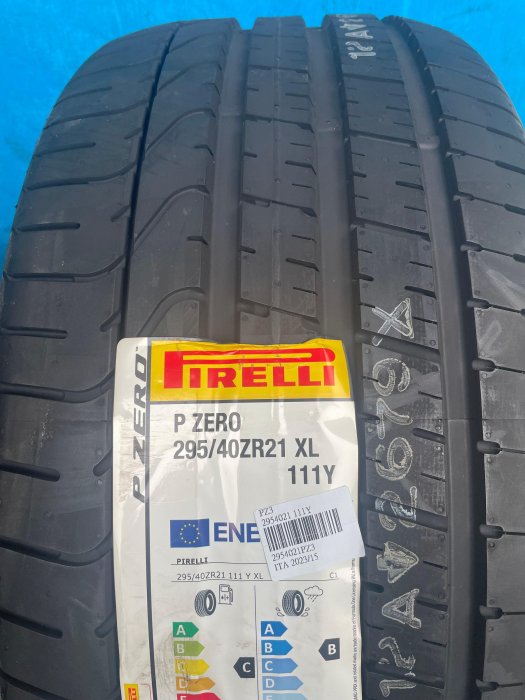 PIRELLI
P ZERO
295/40ZR21 XL
111Y
P ZERO
PZ3
2954021 111Y
2954021PZ3
ITA 2023/15
ENE
PIRELLI
295/40ZR21 111 Y XL
C1
A
B
C
C
A
B
C
B
12AV2679X